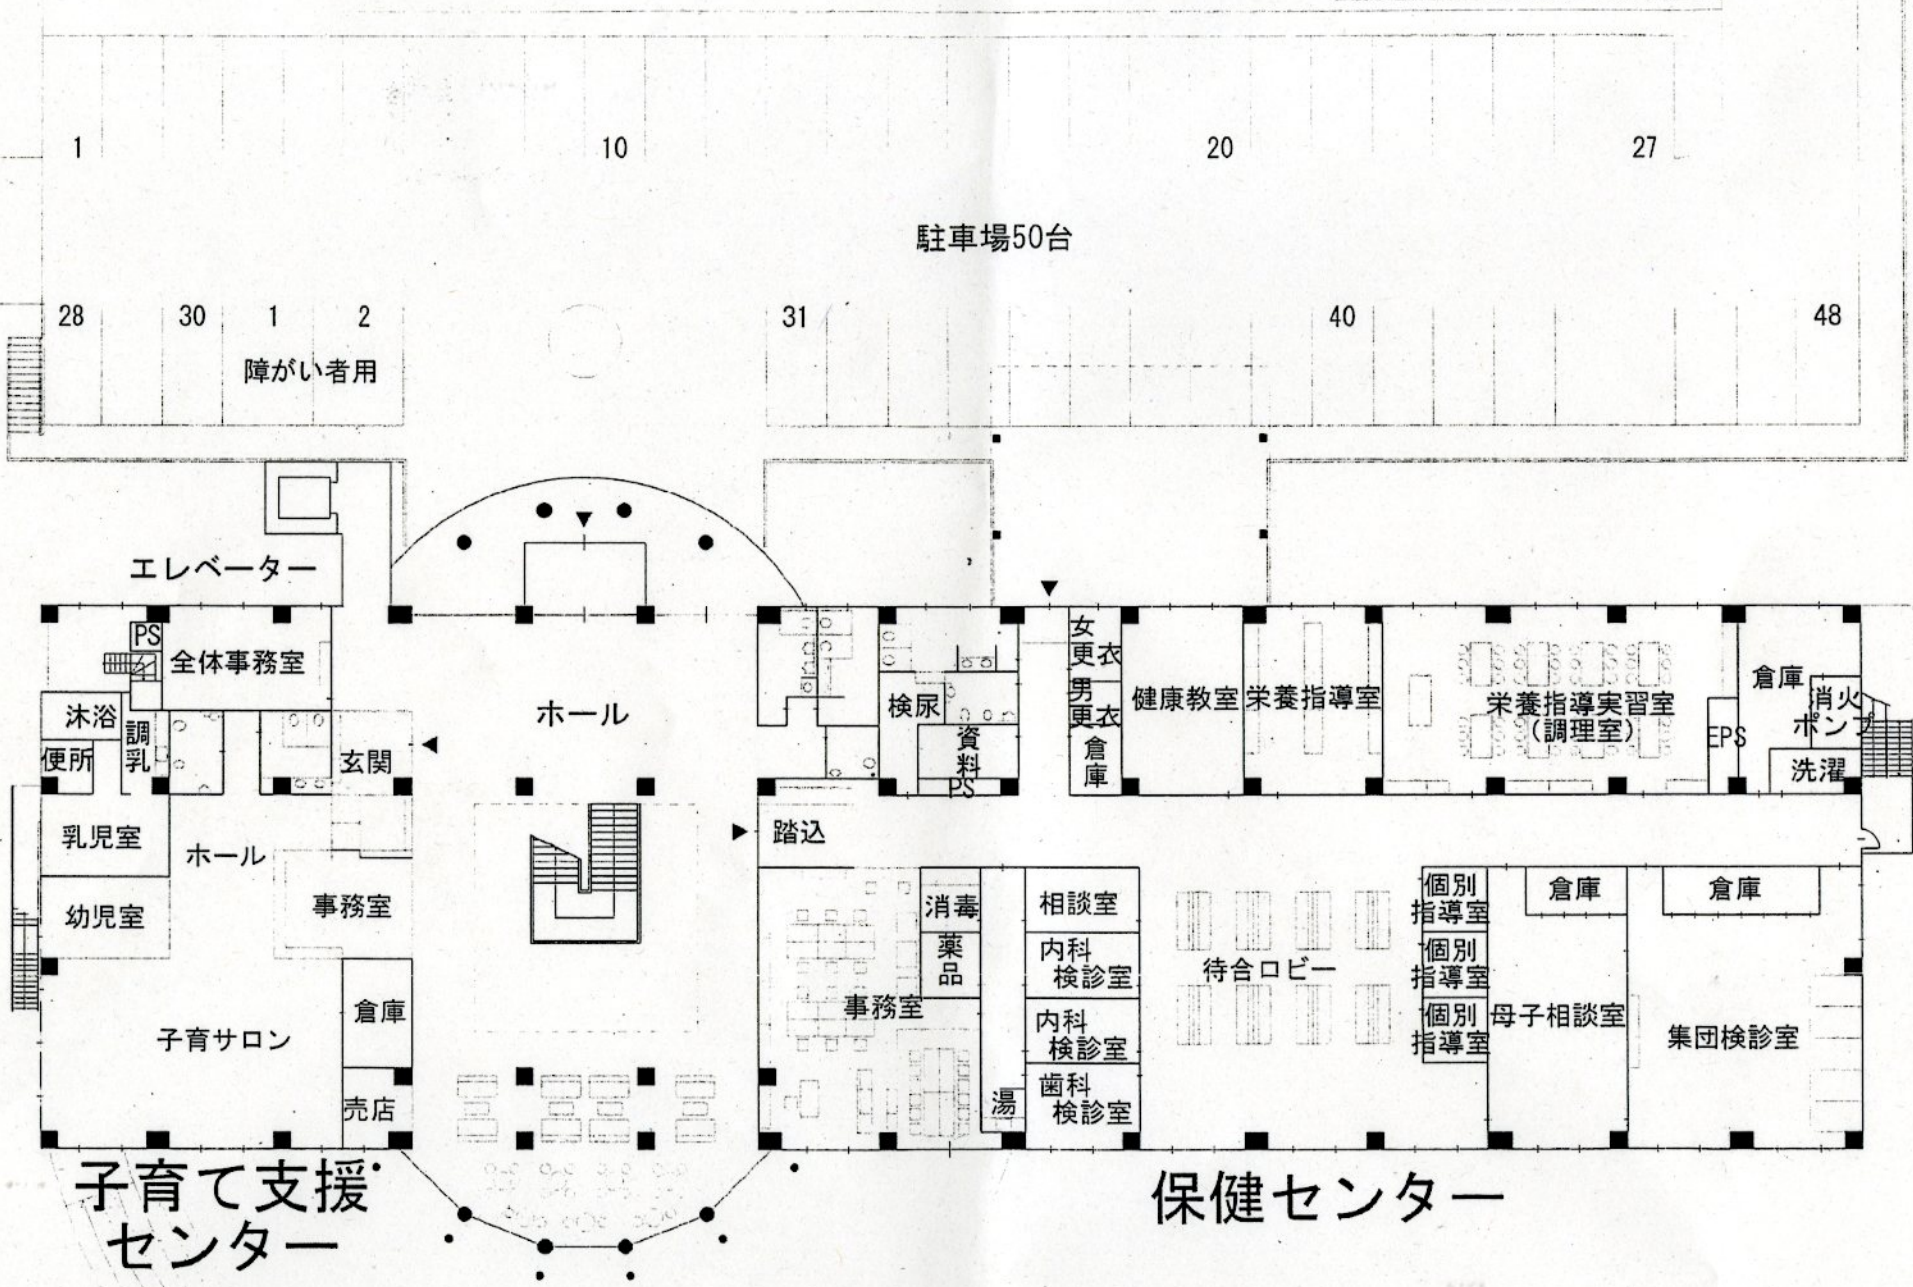 1
10
20
27
駐車場50台
28
30
1
2
31
40
48
障がい者用
エレベーター
PS
全体事務室
沐浴
調乳
便所
玄関
乳児室
ホール
幼児室
事務室
倉庫
子育サロン
売店
子育て支援
センター
ホール
踏込
検尿
資料
PS
女
更衣
男
更衣
倉庫
健康教室
栄養指導室
栄養指導実習室
(調理室)
EPS
倉庫
消火
ポンプ
洗濯
消毒
薬品
事務室
湯
相談室
内科
検診室
内科
検診室
歯科
検診室
待合ロビー
個別
指導室
個別
指導室
個別
指導室
倉庫
母子相談室
倉庫
集団検診室
保健センター